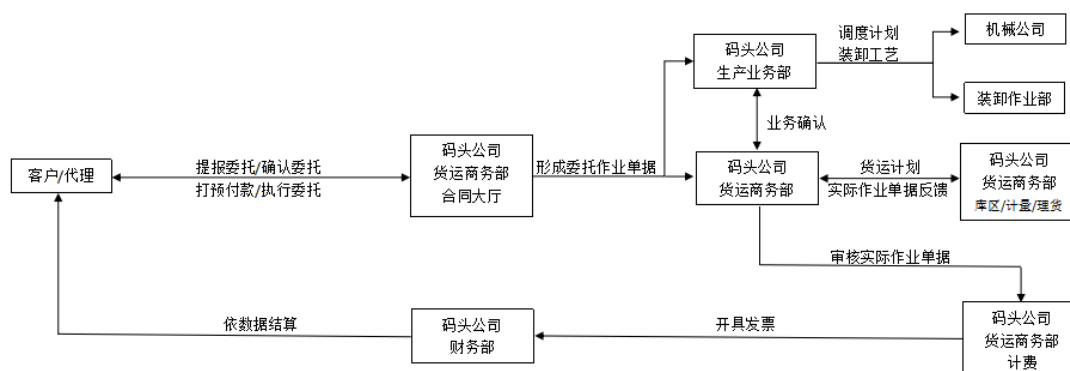 码头公司
生产业务部
调度计划
装卸工艺
机械公司
装卸作业部
业务确认
客户/代理
提报委托/确认委托
打预付款/执行委托
码头公司
货运商务部
合同大厅
形成委托作业单据
码头公司
货运商务部
货运计划
实际作业单据反馈
码头公司
货运商务部
库区/计量/理货
审核实际作业单据
码头公司
货运商务部
计费
开具发票
码头公司
财务部
依数据结算